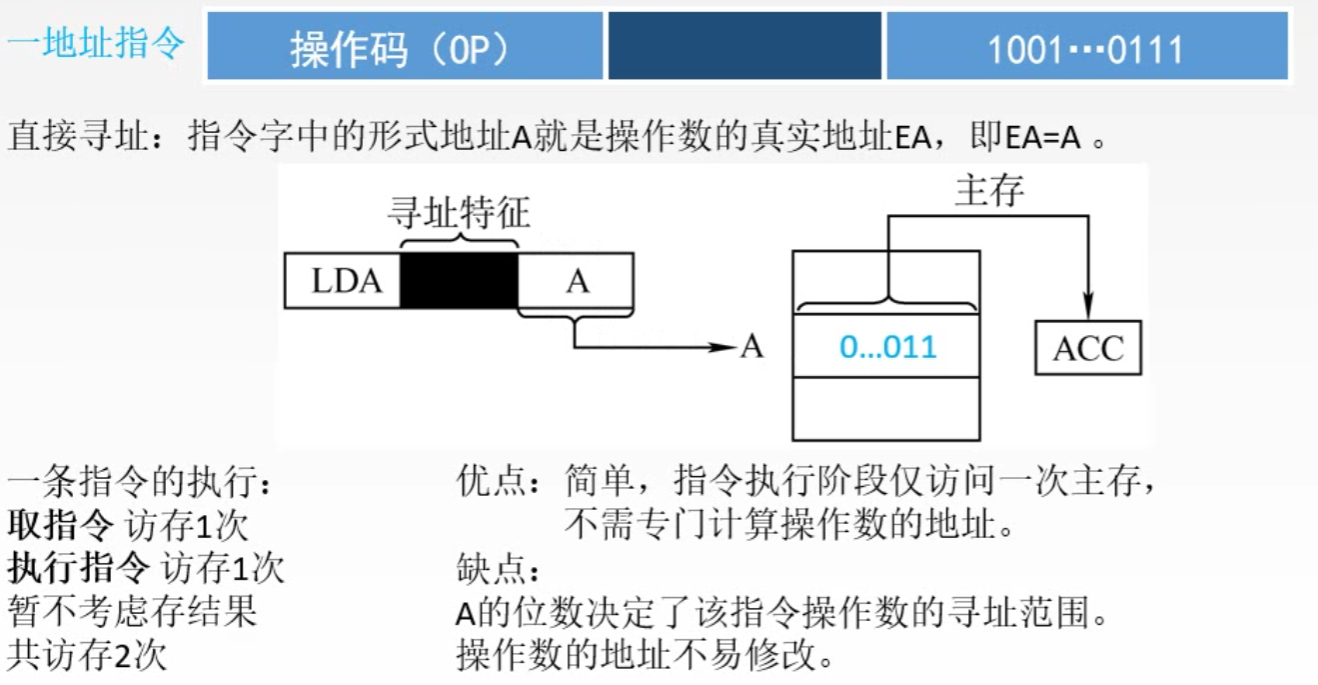 一地址指令
操作码（OP）
1001…0111
直接寻址：指令字中的形式地址A就是操作数的真实地址EA，即EA=A 。
主存
寻址特征
LDA
A
A
0…011
ACC
一条指令的执行：
取指令 访存1次
执行指令 访存1次
暂不考虑存结果
共访存2次
优点：简单，指令执行阶段仅访问一次主存，
不需专门计算操作数的地址。
缺点：
A的位数决定了该指令操作数的寻址范围。
操作数的地址不易修改。